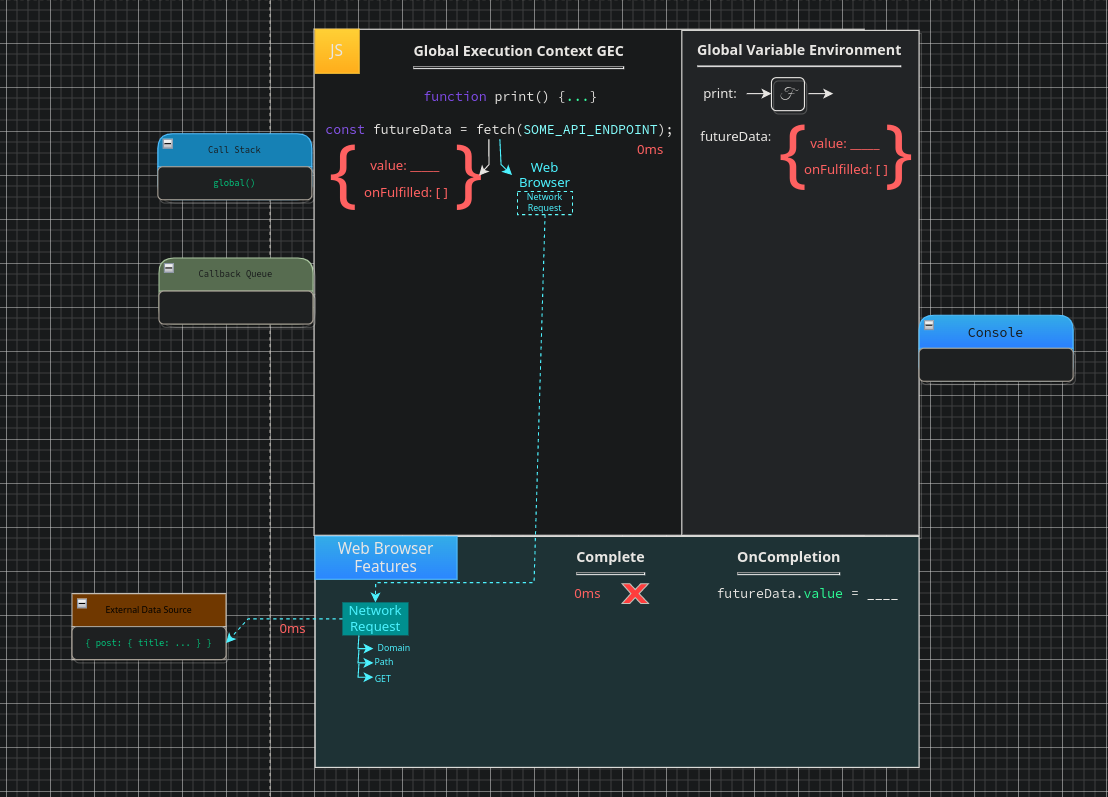 JS
Global Execution Context GEC
function print() {...}
const futureData = fetch(SOME_API_ENDPOINT);
0ms
{ value: ____
onFulfilled: [ ] }
Web
Browser
Network
Request
Global Variable Environment
print: ℱ
futureData:
{ value: ____
onFulfilled: [ ] }
Call Stack
global()
Callback Queue
Console
Web Browser
Features
Network
Request
Domain
Path
GET
Complete
0ms
OnCompletion
futureData.value = ____
External Data Source
{ post: { title: ... } }
0ms